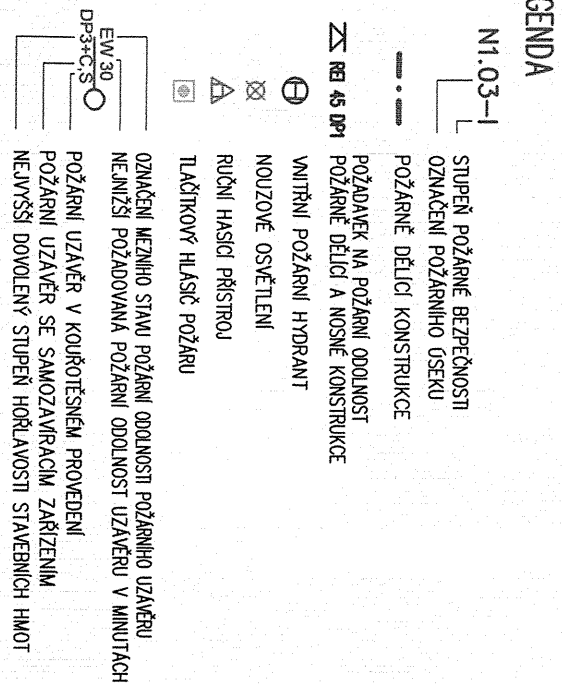 GENDA
N1.03-I
STUPEŇ POŽÁRNÉ BEZPEČNOSTI
OZNAČENÍ POŽÁRNÍHO ÚSEKU
POŽÁRNĚ DĚLÍCÍ KONSTRUKCE
REI 45 DP1
POŽADAVEK NA POŽÁRNÍ ODOLNOST
POŽÁRNĚ DĚLÍCÍ A NOSNÉ KONSTRUKCE
H
VNITŘNÍ POŽÁRNÍ HYDRANT
NOUZOVÉ OSVĚTLENÍ
RUČNÍ HASÍCÍ PŘÍSTROJ
TLAČÍTKOVÝ HLÁSIČ POŽÁRU
EW 30
DP3+C,S
OZNAČENÍ MEZNÍHO STAVU POŽÁRNÍ ODOLNOSTI POŽÁRNÍHO UZÁVĚRU
NEJNIŽŠÍ POŽADOVANÁ POŽÁRNÍ ODOLNOST UZÁVĚRU V MINUTÁCH
POŽÁRNÍ UZÁVĚR V KOUŘOTĚSNÉM PROVEDENÍ
POŽÁRNÍ UZÁVĚR SE SAMOZAVÍRACÍM ZAŘÍZENÍM
NEJVYŠŠÍ DOVOLENÝ STUPEŇ HOŘLAVOSTI STAVEBNÍCH HMOT